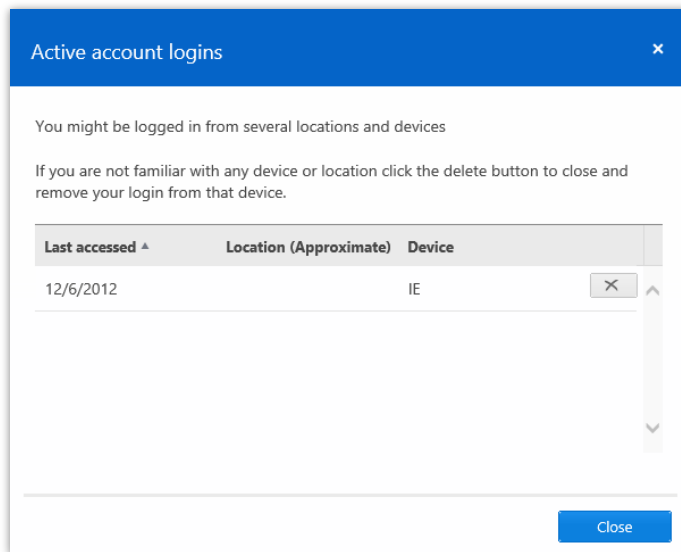 Active account logins
You might be logged in from several locations and devices
If you are not familiar with any device or location click the delete button to close and
remove your login from that device.
Last accessed Location (Approximate) Device
12/6/2012 IE
Close